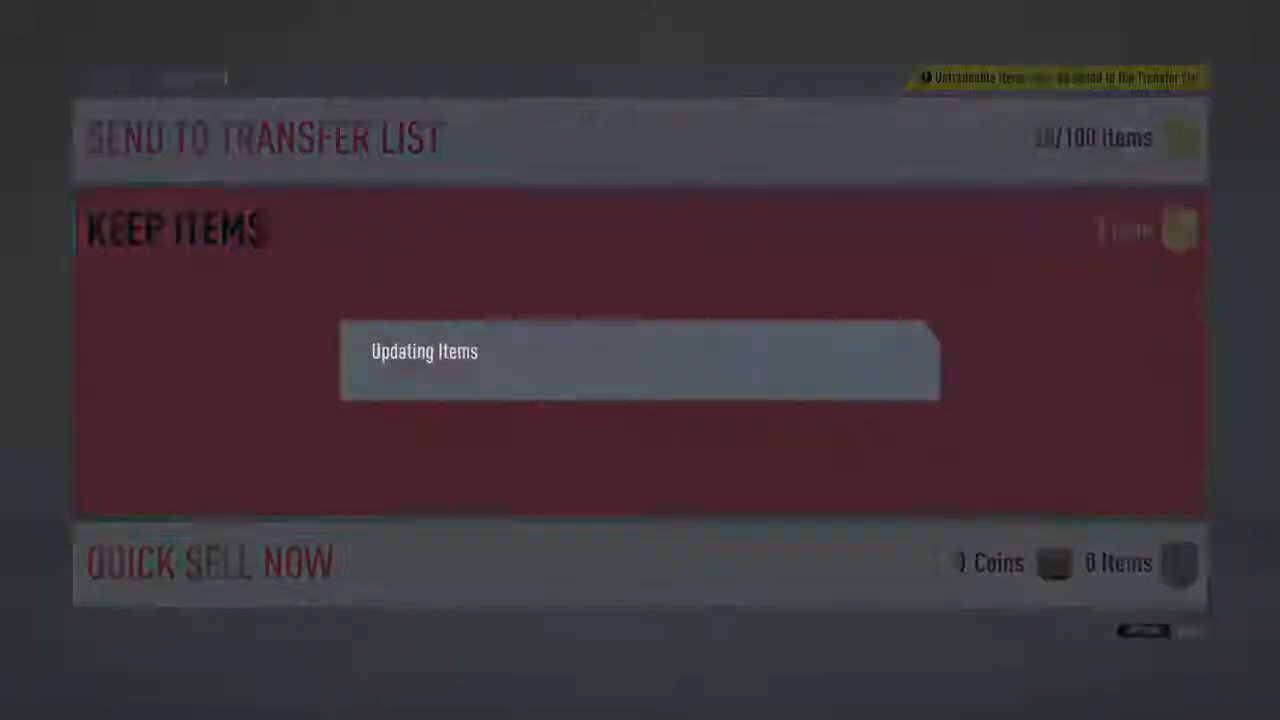 Untradeable Items to the Transfer List
SEND TO TRANSFER LIST
/100 Items
KEEP ITEMS
Updating Items
QUICK SELL NOW
0 Coins
0 Items